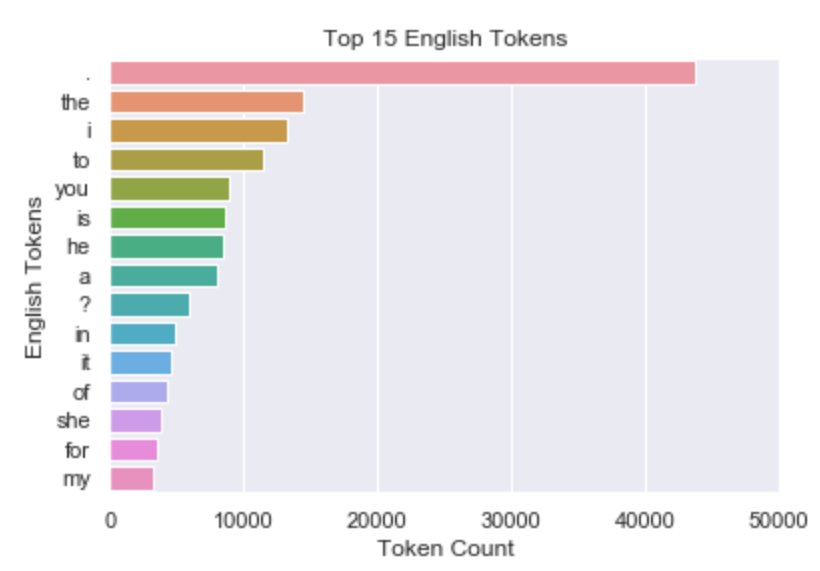 Top 15 English Tokens
English Tokens
.
the
i
to
you
is
he
a
?
in
it
of
she
for
my
0 10000 20000 30000 40000 50000
Token Count